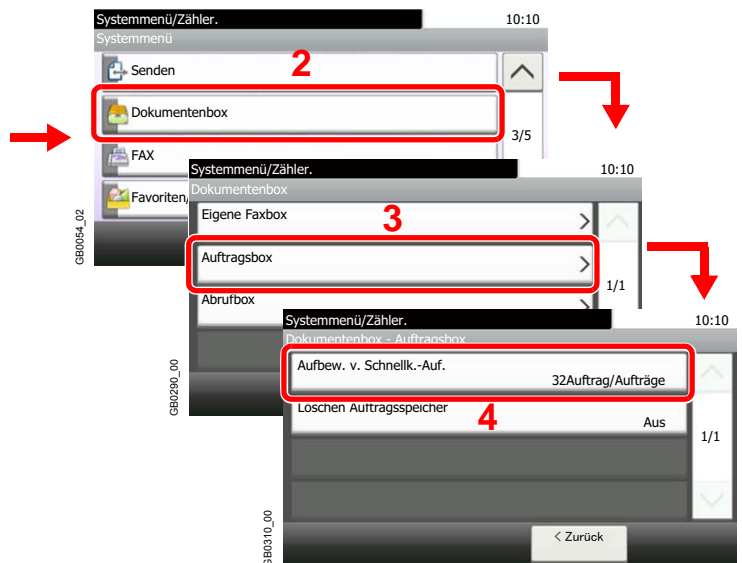 Systemmenü/Zähler. 10:10
Systemmenü
Senden
2
Dokumentenbox
3/5
FAX
Favoriten/
GB0054_02
Systemmenü/Zähler. 10:10
Dokumentenbox
Eigene Faxbox
3
Auftragsbox
1/1
Abrufbox
GB0290_00
Systemmenü/Zähler. 10:10
Dokumentenbox - Auftragsbox
Aufbew. v. Schnellk.-Auf.
32Auftrag/Aufträge
Löschen Auftragsspeicher
4
Aus
1/1
GB0310_00
< Zurück